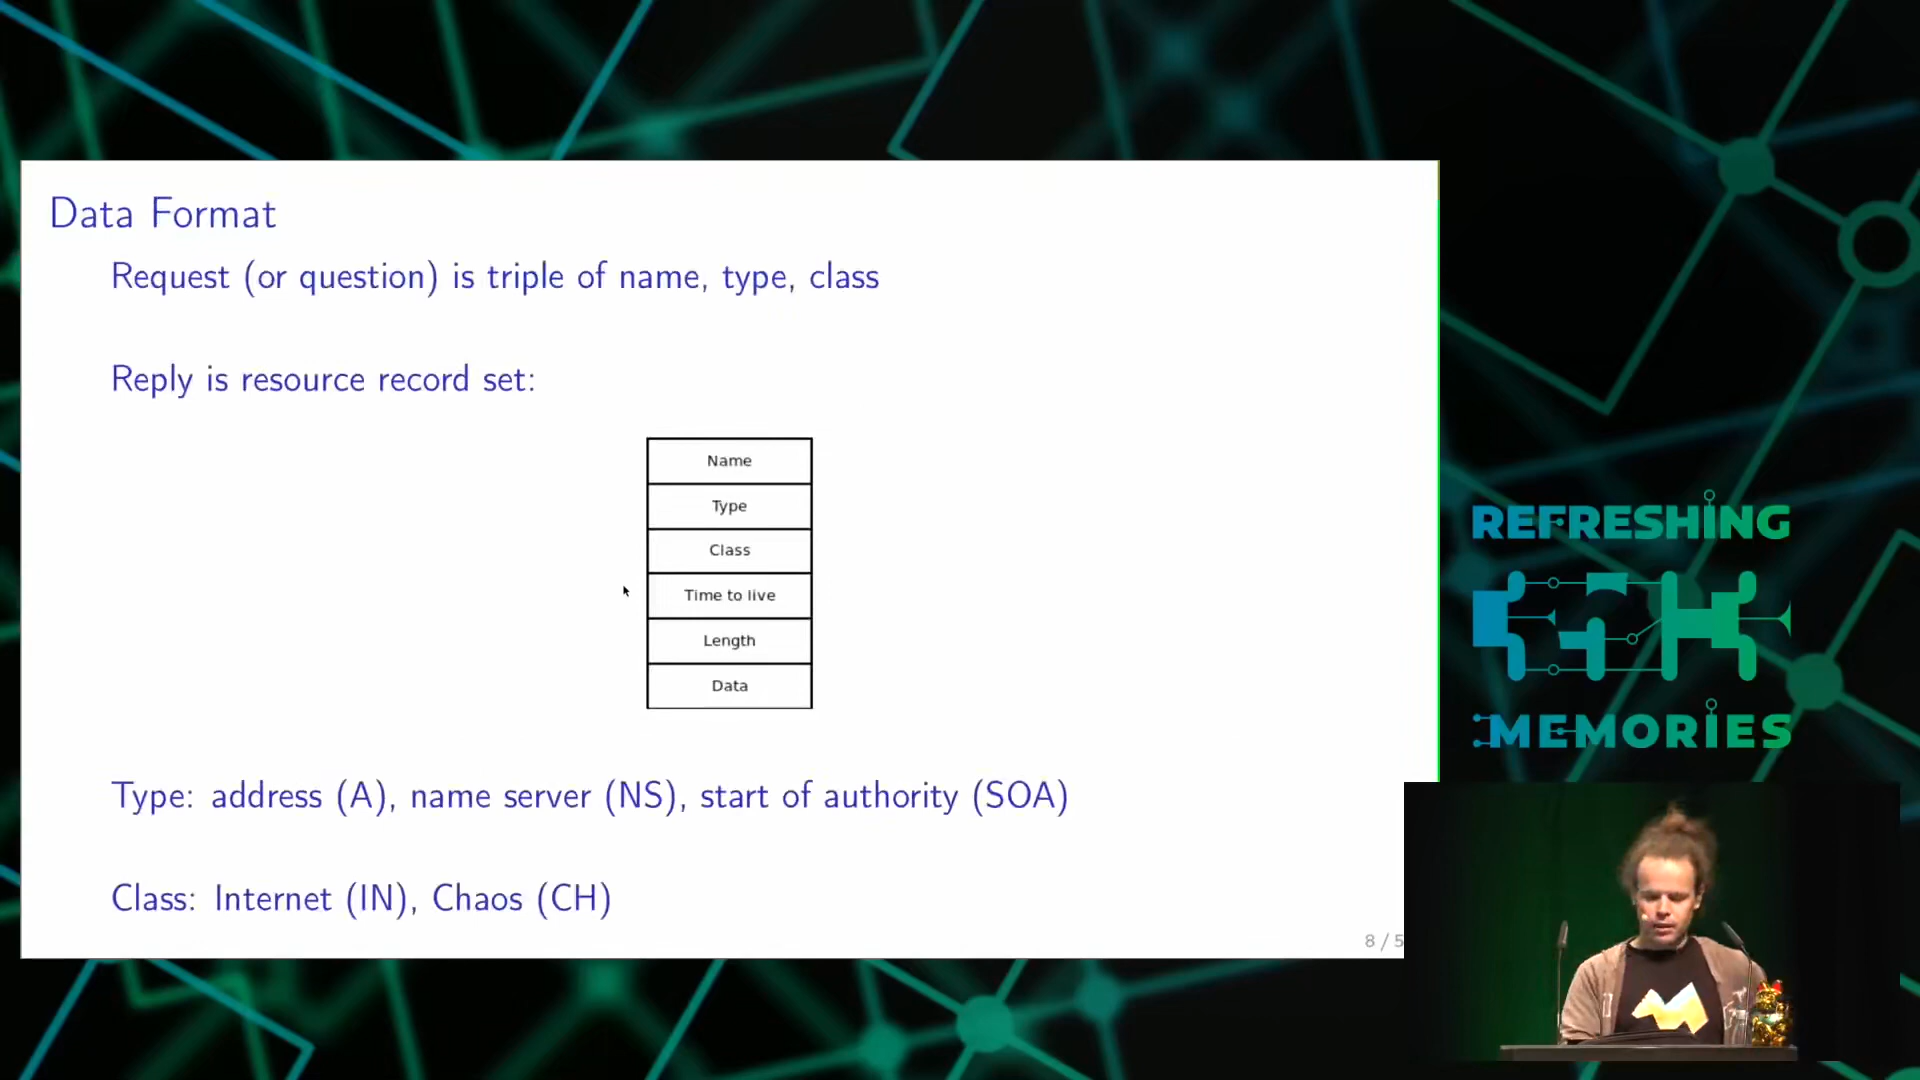 Data Format
Request (or question) is triple of name, type, class
Reply is resource record set:
Name
Type
Class
Time to live
Length
Data
Type: address (A), name server (NS), start of authority (SOA)
Class: Internet (IN), Chaos (CH)
8 / 5
REFRESHING
MEMORIES